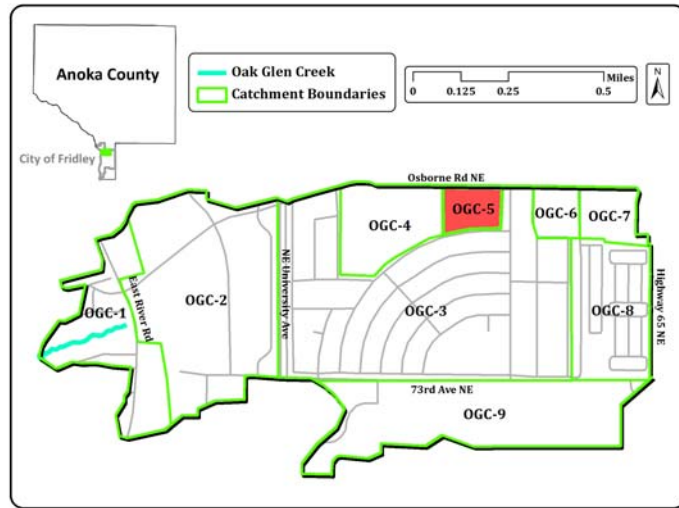 Anoka County
City of Fridley
Oak Glen Creek
Catchment Boundaries
Miles
0 0.125 0.25 0.5
N
Osborne Rd NE
OGC-4
OGC-5
OGC-6
OGC-7
OGC-1
East River Rd
OGC-2
NE University Ave
OGC-3
OGC-8
Highway 65 NE
73rd Ave NE
OGC-9